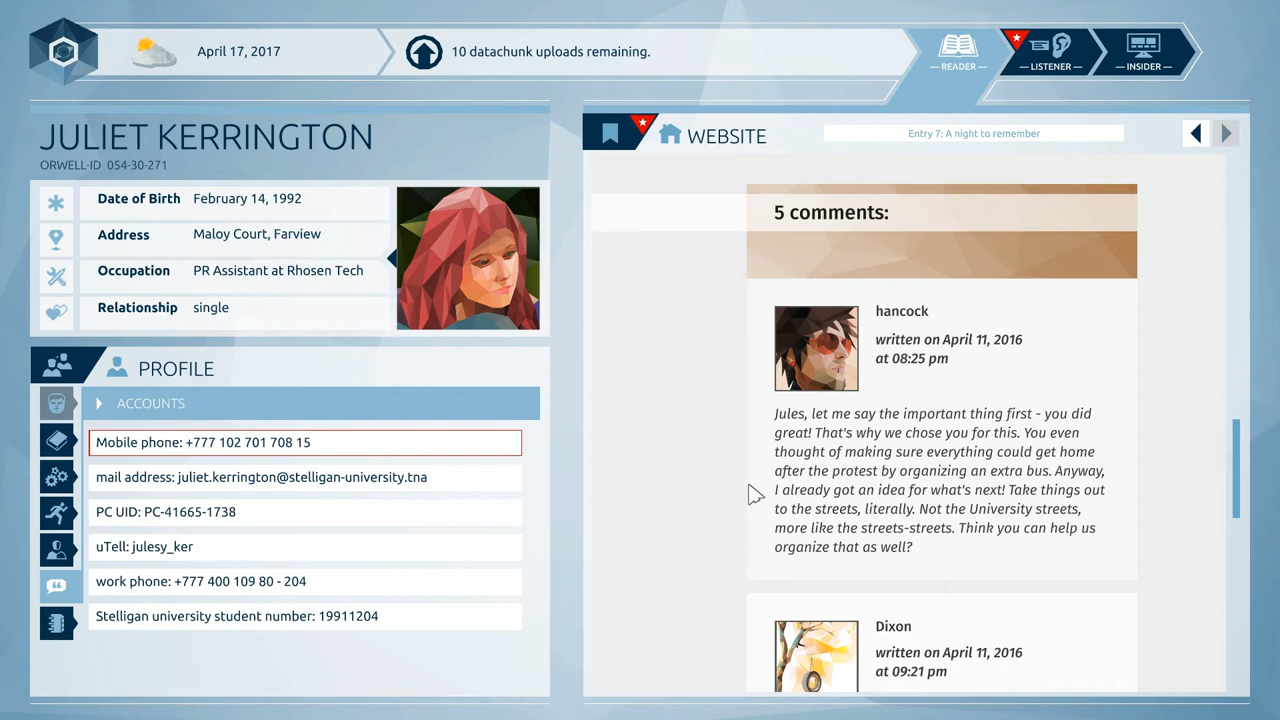 April 17, 2017
10 datachunk uploads remaining.
— READER —
— LISTENER —
— INSIDER —
JULIET KERRINGTON
ORWELL-ID 054-30-271
Date of Birth February 14, 1992
Address Maloy Court, Farview
Occupation PR Assistant at Rhosen Tech
Relationship single
PROFILE
ACCOUNTS
Mobile phone: +777 102 701 708 15
mail address: juliet.kerrington@stelligan-university.tna
PC UID: PC-41665-1738
uTell: julesy_ker
work phone: +777 400 109 80 - 204
Stelligan university student number: 19911204
WEBSITE
Entry 7: A night to remember
5 comments:
hancock
written on April 11, 2016
at 08:25 pm
Jules, let me say the important thing first - you did
great! That's why we chose you for this. You even
thought of making sure everything could get home
after the protest by organizing an extra bus. Anyway,
I already got an idea for what's next! Take things out
to the streets, literally. Not the University streets,
more like the streets-streets. Think you can help us
organize that as well?
Dixon
written on April 11, 2016
at 09:21 pm